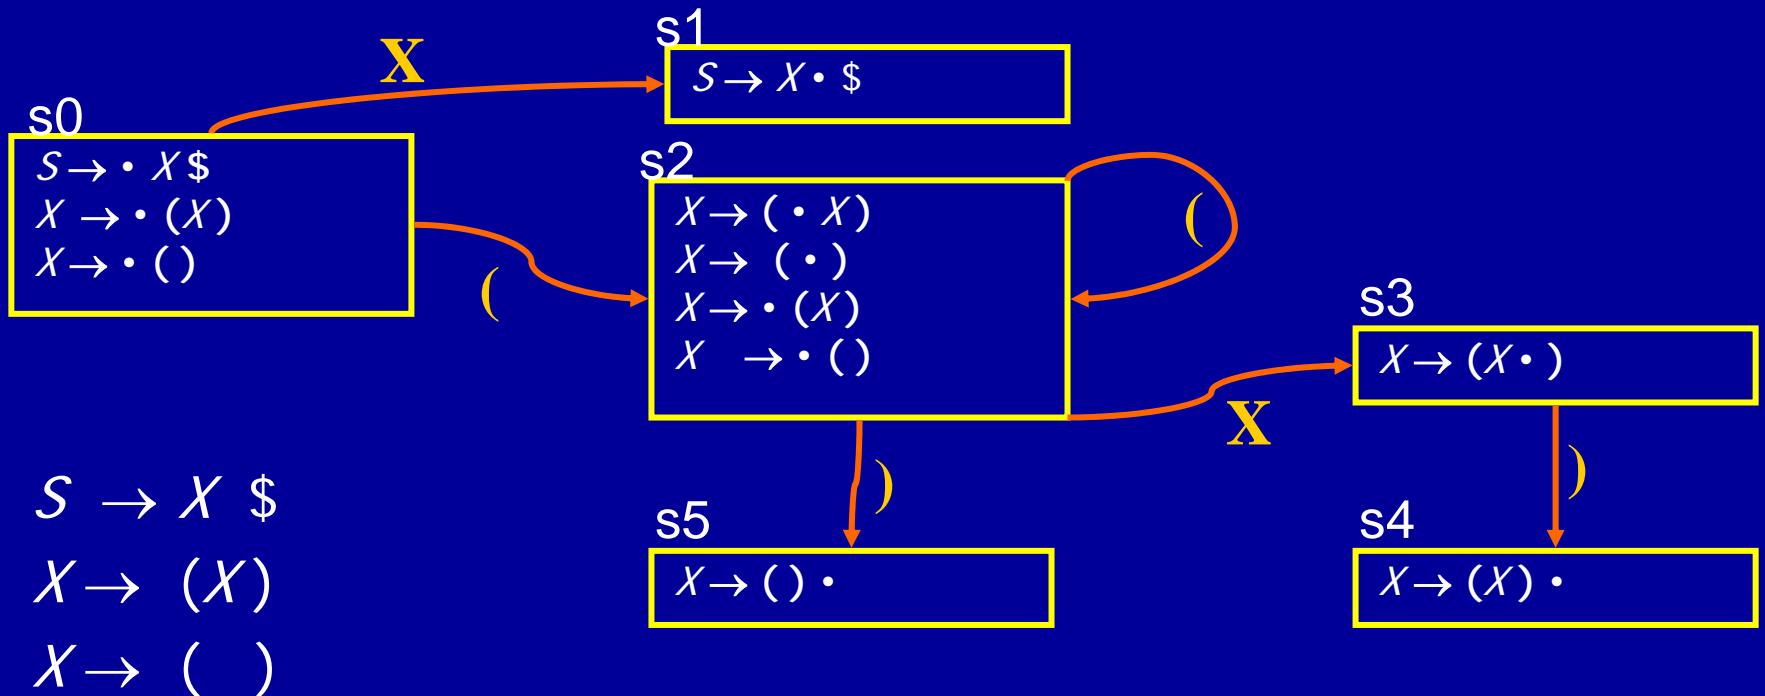 s1
X
S → X • $
s0
S → • X $
X → • (X)
X → • ()
s2
X → ( • X)
X → ( • )
X → • (X)
X → • ()
(
(
s3
X → (X • )
X
)
)
s5
X → () •
s4
X → (X) •
S → X $
X → (X)
X → ( )